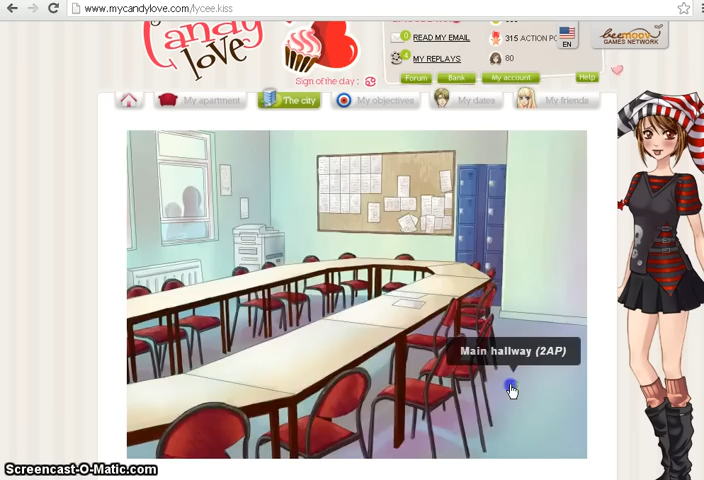 www.mycandylove.com/lycee.kiss
Candy
love
0 READ MY EMAIL
4 MY REPLAYS
315 ACTION PO
80
EN
beemoov
GAMES NETWORK
Sign of the day :
Forum
Bank
My account
Help
My apartment
The city
My objectives
My dates
My friends
Main hallway (2AP)
Screencast-O-Matic.com